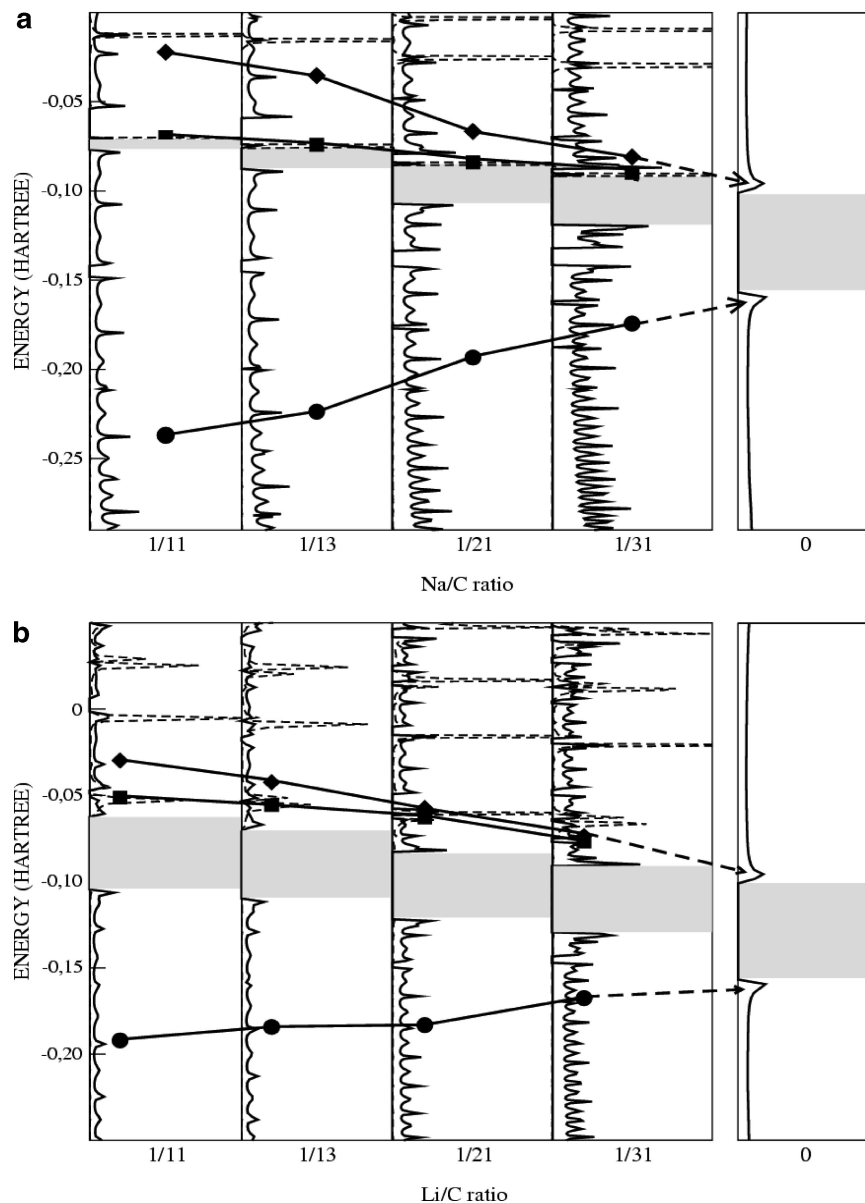 a
-0,05
-0,10
-0,15
-0,20
-0,25
ENERGY (HARTREE)
1/11 1/13 1/21 1/31 0
Na/C ratio
b
0
-0,05
-0,10
-0,15
-0,20
ENERGY (HARTREE)
1/11 1/13 1/21 1/31 0
Li/C ratio